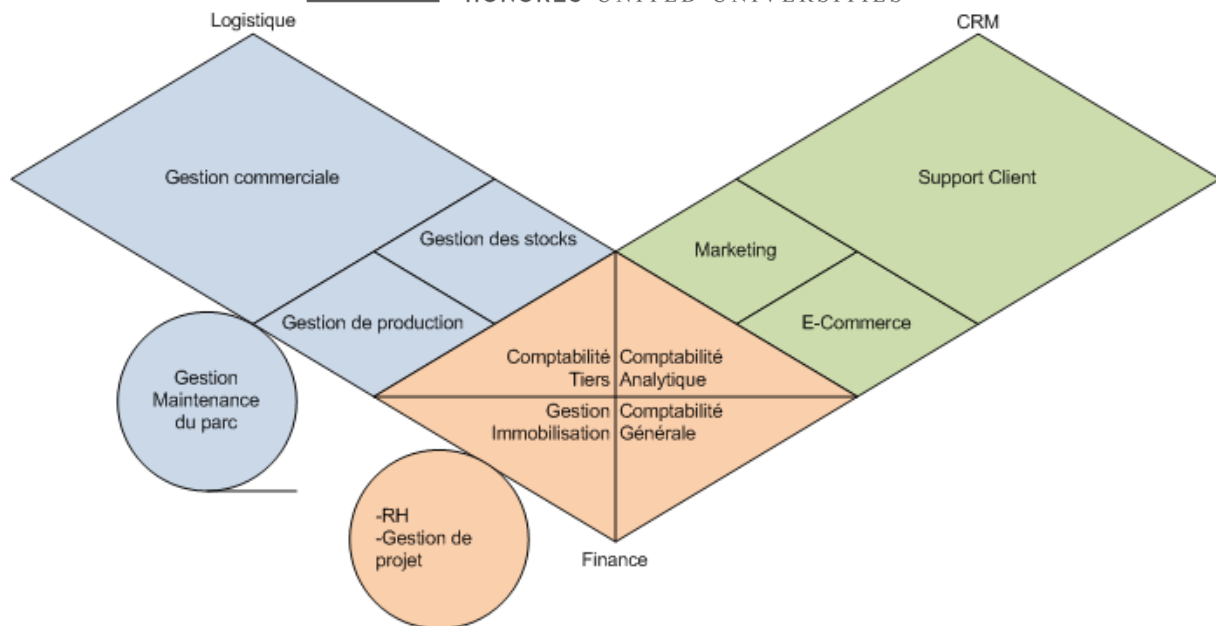 HONORIS UNITED UNIVERSITIES
Logistique
CRM
Gestion commerciale
Support Client
Gestion des stocks
Marketing
Gestion de production
E-Commerce
Comptabilité
Tiers
Comptabilité
Analytique
Gestion
Maintenance
du parc
Gestion
Immobilisation
Comptabilité
Générale
-RH
-Gestion de
projet
Finance